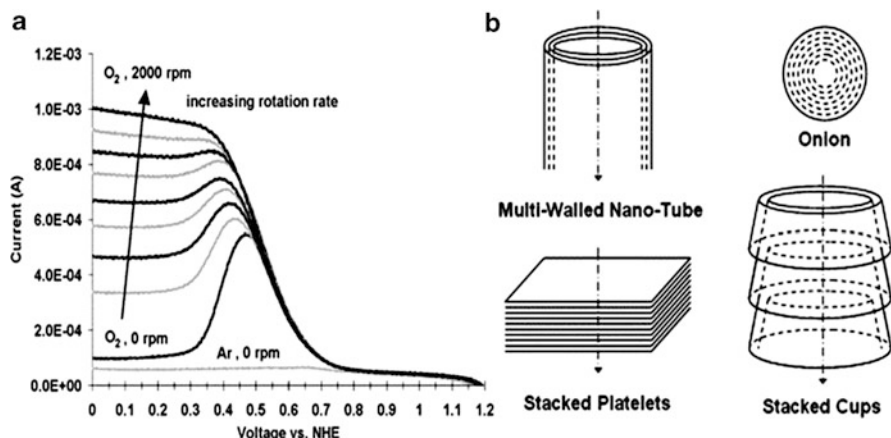 a
1.2E-03
O2 , 2000 rpm
increasing rotation rate
1.0E-03
8.0E-04
6.0E-04
4.0E-04
2.0E-04
0.0E+00
Current (A)
O2 , 0 rpm
Ar , 0 rpm
0 0.1 0.2 0.3 0.4 0.5 0.6 0.7 0.8 0.9 1 1.1 1.2
Voltage vs. NHE
b
Multi-Walled Nano-Tube
Onion
Stacked Platelets
Stacked Cups